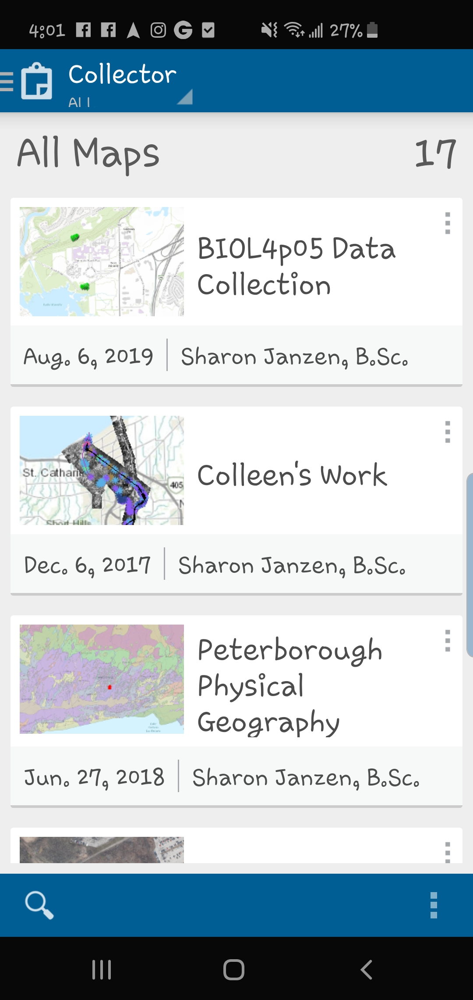 4:01
27%
Collector
All
All Maps 17
BIOL4p05 Data
Collection
Aug. 6, 2019 | Sharon Janzen, B.Sc.
St. Cathari
405
Short Hills
Colleen's Work
Dec. 6, 2017 | Sharon Janzen, B.Sc.
Peterborough
Physical
Geography
Jun. 27, 2018 | Sharon Janzen, B.Sc.